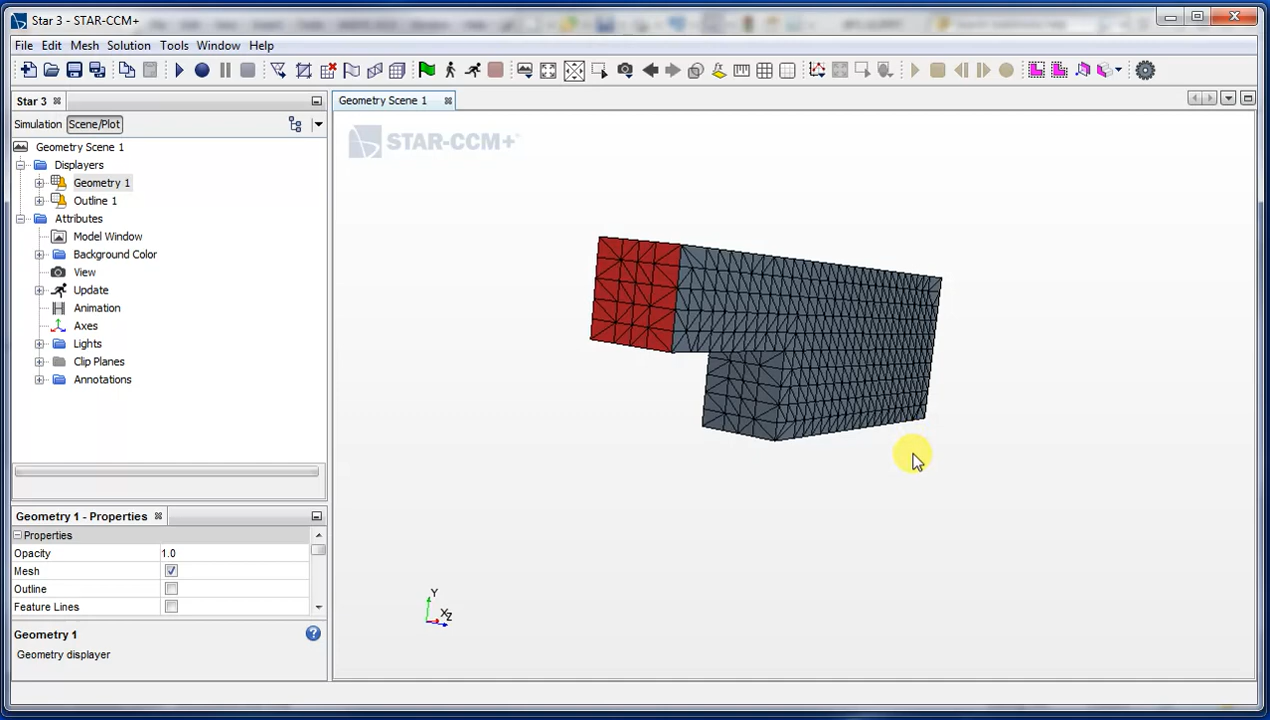 Star 3 - STAR-CCM+
File Edit Mesh Solution Tools Window Help
Star 3
Geometry Scene 1
Simulation Scene/Plot
STAR-CCM+
Geometry Scene 1
Displayers
Geometry 1
Outline 1
Attributes
Model Window
Background Color
View
Update
Animation
Axes
Lights
Clip Planes
Annotations
Geometry 1 - Properties
Properties
Opacity 1.0
Mesh
Outline
Feature Lines
Geometry 1
Geometry displayer
Y
X
Z